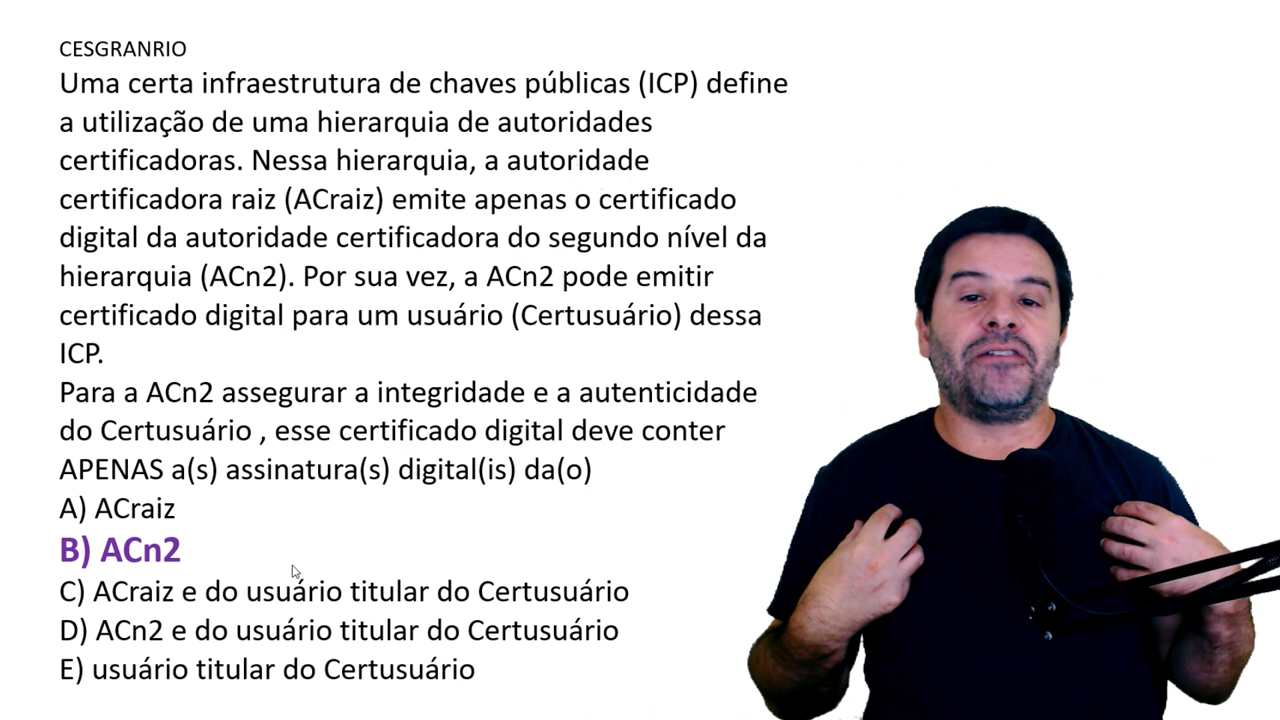 CESGRANRIO
Uma certa infraestrutura de chaves públicas (ICP) define
a utilização de uma hierarquia de autoridades
certificadoras. Nessa hierarquia, a autoridade
certificadora raiz (ACraiz) emite apenas o certificado
digital da autoridade certificadora do segundo nível da
hierarquia (ACn2). Por sua vez, a ACn2 pode emitir
certificado digital para um usuário (Certusuário) dessa
ICP.
Para a ACn2 assegurar a integridade e a autenticidade
do Certusuário , esse certificado digital deve conter
APENAS a(s) assinatura(s) digital(is) da(o)
A) ACraiz
B) ACn2
C) ACraiz e do usuário titular do Certusuário
D) ACn2 e do usuário titular do Certusuário
E) usuário titular do Certusuário